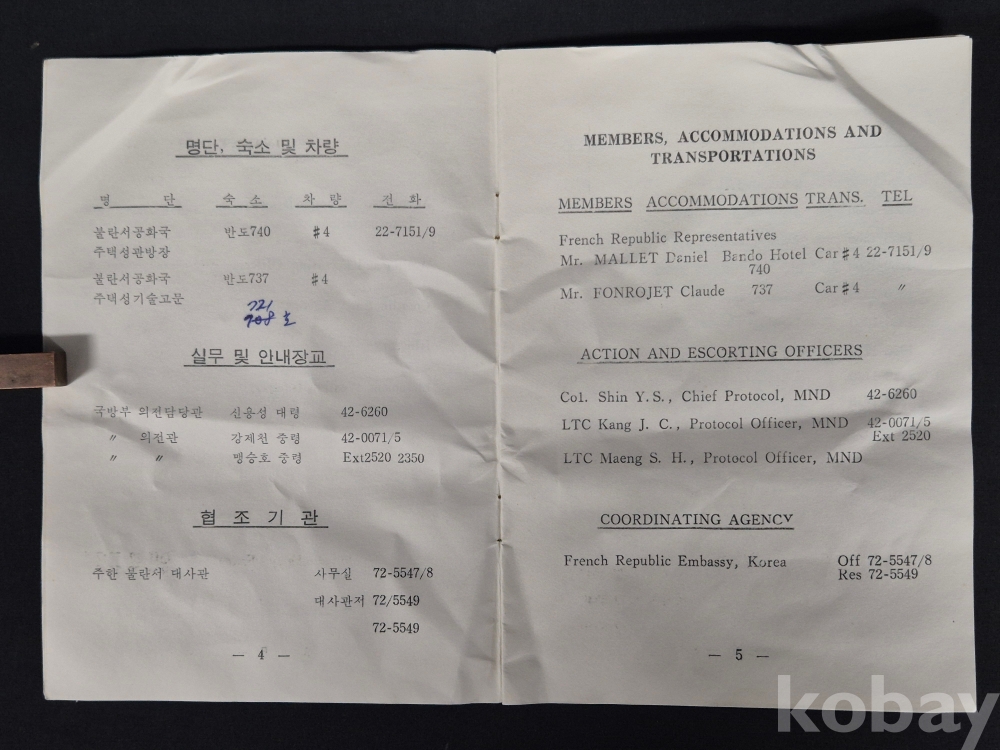 명단, 숙소 및 차량
명 단 숙 소 차 량 전 화
불란서공화국 반도740 #4 22-7151/9
주택성관방장
불란서공화국 반도737 #4
주택성기술고문
721
708 호
실무 및 안내장교
국방부 의전담당관 신용성 대령 42-6260
〃 의전관 강제천 중령 42-0071/5
〃 〃 맹승호 중령 Ext2520 2350
협 조 기 관
주한 불란서 대사관 사무실 72-5547/8
대사관저 72/5549
72-5549
— 4 —
MEMBERS, ACCOMMODATIONS AND
TRANSPORTATIONS
MEMBERS ACCOMMODATIONS TRANS. TEL
French Republic Representatives
Mr. MALLET Daniel Bando Hotel Car#4 22-7151/9
740
Mr. FONROJET Claude 737 Car#4 〃
ACTION AND ESCORTING OFFICERS
Col. Shin Y.S., Chief Protocol, MND 42-6260
LTC Kang J. C., Protocol Officer, MND 42-0071/5
Ext 2520
LTC Maeng S. H., Protocol Officer, MND
COORDINATING AGENCY
French Republic Embassy, Korea Off 72-5547/8
Res 72-5549
— 5 —
kobay